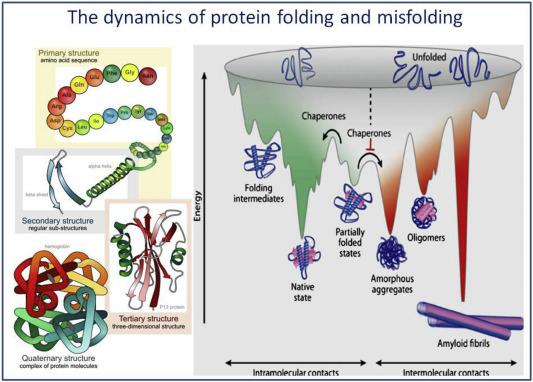 The dynamics of protein folding and misfolding
Primary structure
amino acid sequence
Gln
Glu
Phe
Gly
Asn
Ala
Arg
Asp
Cys
Leu
Ile
alpha helix
beta sheet
Secondary structure
regular sub-structures
hemoglobin
P13 protein
Tertiary structure
three-dimensional structure
Quaternary structure
complex of protein molecules
Energy
Unfolded
Chaperones
Chaperones
Folding
intermediates
Partially
folded
states
Native
state
Amorphous
aggregates
Oligomers
Amyloid fibrils
Intramolecular contacts
Intermolecular contacts